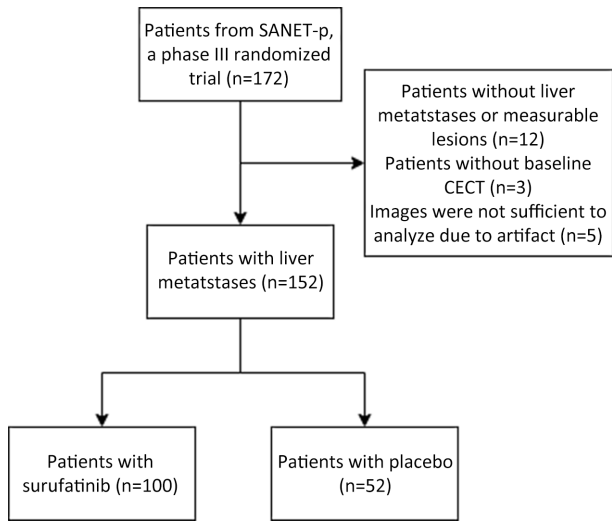 Patients from SANET-p,
a phase III randomized
trial (n=172)
Patients without liver
metatstases or measurable
lesions (n=12)
Patients without baseline
CECT (n=3)
Images were not sufficient to
analyze due to artifact (n=5)
Patients with liver
metatstases (n=152)
Patients with
surufatinib (n=100)
Patients with placebo
(n=52)